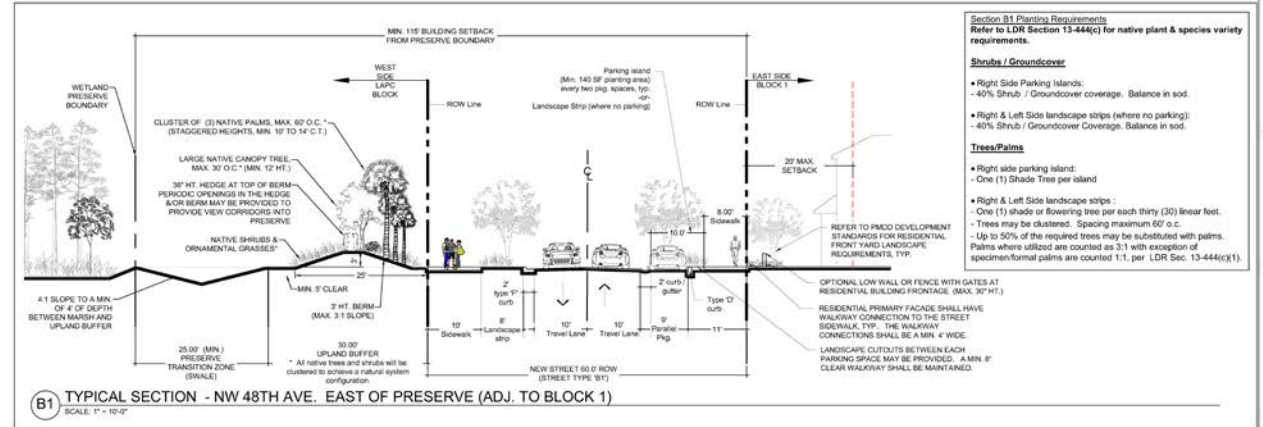 MIN. 115' BUILDING SETBACK
FROM PRESERVE BOUNDARY
WETLAND
PRESERVE
BOUNDARY
WEST
SIDE
LAPC
BLOCK
ROW Line
CLUSTER OF (3) NATIVE PALMS, MAX. 60' O.C. *
(STAGGERED HEIGHTS, MIN. 10' TO 14' C.T.)
LARGE NATIVE CANOPY TREE,
MAX. 30' O.C.* (MIN. 12' HT.)
36" HT. HEDGE AT TOP OF BERM
PERIODIC OPENINGS IN THE HEDGE
&/OR BERM MAY BE PROVIDED TO
PROVIDE VIEW CORRIDORS INTO
PRESERVE
NATIVE SHRUBS &
ORNAMENTAL GRASSES*
Parking island
(Min. 140 SF planting area)
every two pkg. spaces, typ.
-or-
Landscape Strip (where no parking)
ROW Line
EAST SIDE
BLOCK 1
20' MAX.
SETBACK
8.00'
Sidewalk
10.0'
REFER TO PMDD DEVELOPMENT
STANDARDS FOR RESIDENTIAL
FRONT YARD LANDSCAPE
REQUIREMENTS, TYP.
4:1 SLOPE TO A MIN.
OF 4' OF DEPTH
BETWEEN MARSH AND
UPLAND BUFFER
3'
25'
MIN. 5' CLEAR
3' HT. BERM
(MAX. 3:1 SLOPE)
2'
type 'F'
curb
2' curb /
gutter
Type 'D'
curb
OPTIONAL LOW WALL OR FENCE WITH GATES AT
RESIDENTIAL BUILDING FRONTAGE (MAX. 30" HT.)
RESIDENTIAL PRIMARY FACADE SHALL HAVE
WALKWAY CONNECTION TO THE STREET
SIDEWALK, TYP.. THE WALKWAY
CONNECTIONS SHALL BE A MIN. 4' WIDE.
LANDSCAPE CUTOUTS BETWEEN EACH
PARKING SPACE MAY BE PROVIDED. A MIN. 8'
CLEAR WALKWAY SHALL BE MAINTAINED.
10'
Sidewalk
8'
Landscape
strip
10'
Travel Lane
10'
Travel Lane
9'
Parallel
Pkg.
11'
25.00' (MIN.)
PRESERVE
TRANSITION ZONE
(SWALE)
30.00'
UPLAND BUFFER
* All native trees and shrubs will be
clustered to achieve a natural system
configuration.
NEW STREET 60.0' ROW
(STREET TYPE 'B1')
B1 TYPICAL SECTION - NW 48TH AVE. EAST OF PRESERVE (ADJ. TO BLOCK 1)
SCALE: 1" = 10'-0"
Section B1 Planting Requirements
Refer to LDR Section 13-444(c) for native plant & species variety
requirements.
Shrubs / Groundcover
• Right Side Parking Islands:
- 40% Shrub / Groundcover coverage. Balance in sod.
• Right & Left Side landscape strips (where no parking):
- 40% Shrub / Groundcover Coverage. Balance in sod.
Trees/Palms
• Right side parking island:
- One (1) Shade Tree per island
• Right & Left Side landscape strips :
- One (1) shade or flowering tree per each thirty (30) linear feet.
- Trees may be clustered. Spacing maximum 60' o.c.
- Up to 50% of the required trees may be substituted with palms.
Palms where utilized are counted as 3:1 with exception of
specimen/formal palms are counted 1:1, per LDR Sec. 13-444(c)(1).